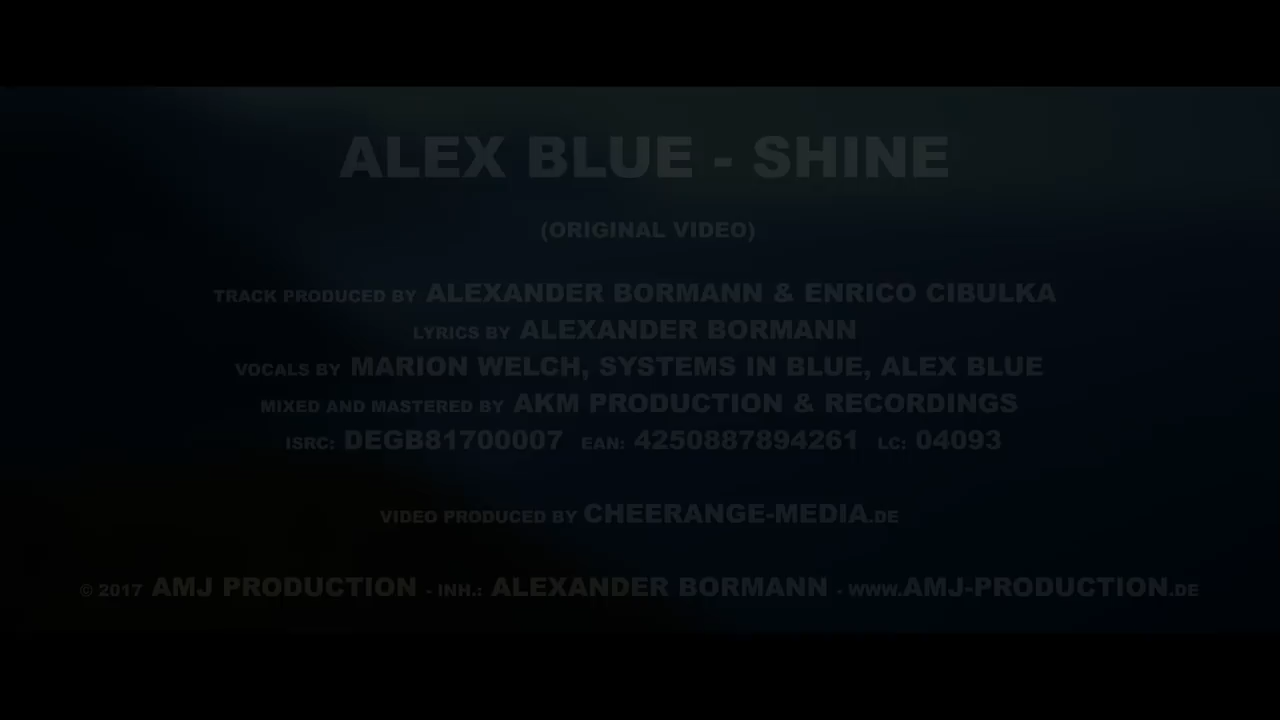 ALEX BLUE - SHINE
(ORIGINAL VIDEO)
TRACK PRODUCED BY ALEXANDER BORMANN & ENRICO CIBULKA
LYRICS BY ALEXANDER BORMANN
VOCALS BY MARION WELCH, SYSTEMS IN BLUE, ALEX BLUE
MIXED AND MASTERED BY AKM PRODUCTION & RECORDINGS
ISRC: DEGB81700007 EAN: 4250887894261 LC: 04093
VIDEO PRODUCED BY CHEERANGE-MEDIA.DE
© 2017 AMJ PRODUCTION - INH.: ALEXANDER BORMANN - WWW.AMJ-PRODUCTION.DE